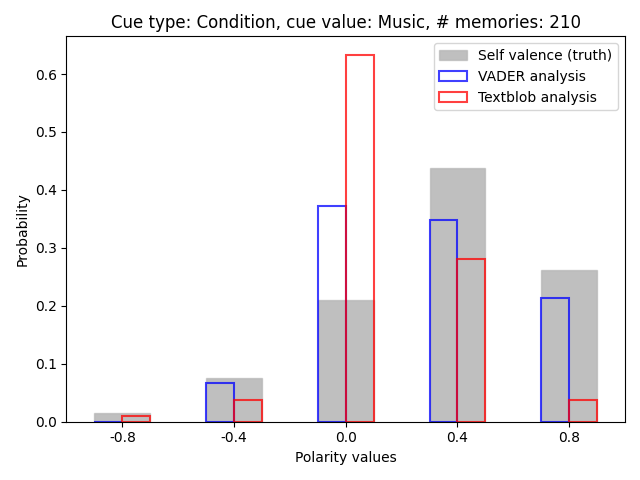 Cue type: Condition, cue value: Music, # memories: 210
Self valence (truth)
VADER analysis
Textblob analysis
Probability
0.6
0.5
0.4
0.3
0.2
0.1
0.0
-0.8 -0.4 0.0 0.4 0.8
Polarity values